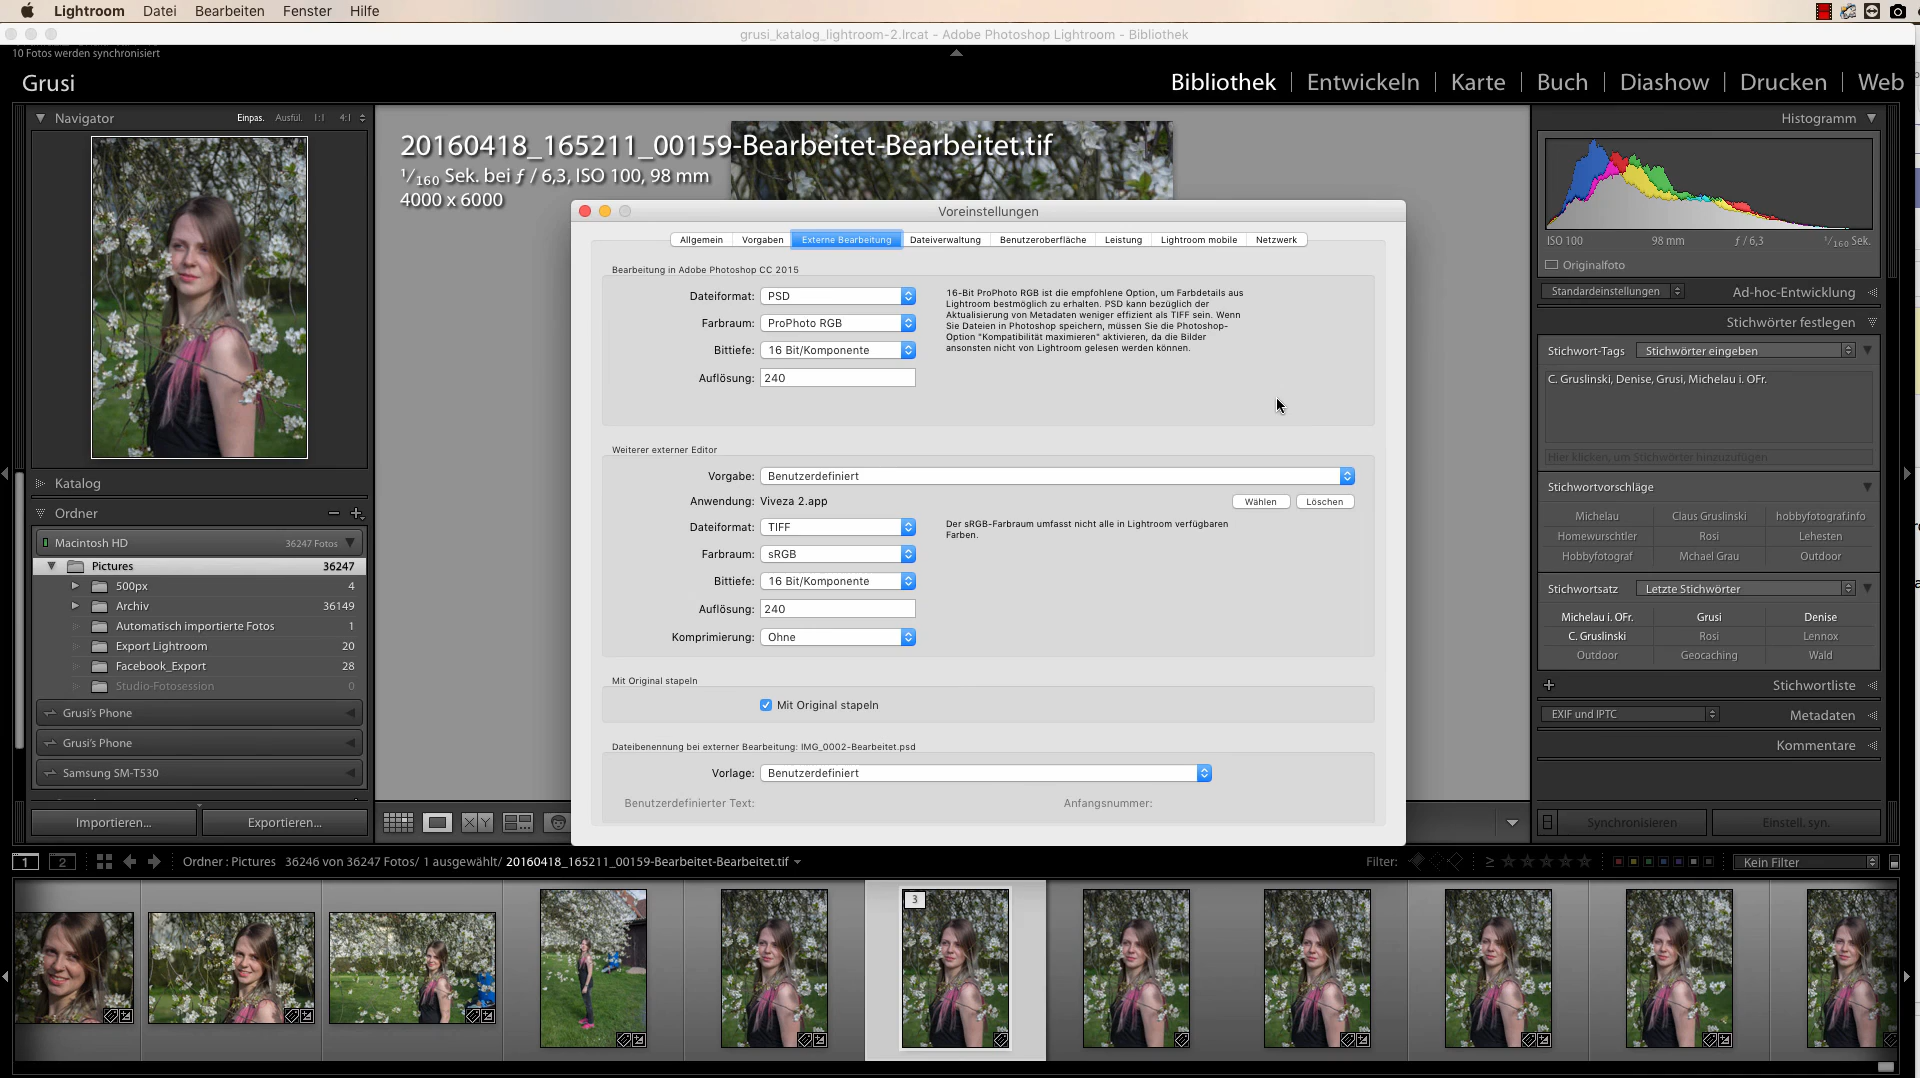 Lightroom Datei Bearbeiten Fenster Hilfe
grusi_katalog_lightroom-2.lrcat - Adobe Photoshop Lightroom - Bibliothek
10 Fotos werden synchronisiert
Grusi
Bibliothek | Entwickeln | Karte | Buch | Diashow | Drucken | Web
Navigator Einpas. Ausfül. 1:1 4:1
Katalog
Ordner
Macintosh HD 36247 Fotos
Pictures 36247
500px 4
Archiv 36149
Automatisch importierte Fotos 1
Export Lightroom 20
Facebook_Export 28
Studio-Fotosession 0
Grusi's Phone
Grusi's Phone
Samsung SM-T530
Importieren... Exportieren...
20160418_165211_00159-Bearbeitet-Bearbeitet.tif
1/160 Sek. bei ƒ / 6,3, ISO 100, 98 mm
4000 x 6000
Voreinstellungen
Allgemein Vorgaben Externe Bearbeitung Dateiverwaltung Benutzeroberfläche Leistung Lightroom mobile Netzwerk
Bearbeitung in Adobe Photoshop CC 2015
Dateiformat: PSD
Farbraum: ProPhoto RGB
Bittiefe: 16 Bit/Komponente
Auflösung: 240
16-Bit ProPhoto RGB ist die empfohlene Option, um Farbdetails aus
Lightroom bestmöglich zu erhalten. PSD kann bezüglich der
Aktualisierung von Metadaten weniger effizient als TIFF sein. Wenn
Sie Dateien in Photoshop speichern, müssen Sie die Photoshop-
Option "Kompatibilität maximieren" aktivieren, da die Bilder
ansonsten nicht von Lightroom gelesen werden können.
Weiterer externer Editor
Vorgabe: Benutzerdefiniert
Anwendung: Viveza 2.app Wählen Löschen
Dateiformat: TIFF
Farbraum: sRGB
Bittiefe: 16 Bit/Komponente
Auflösung: 240
Komprimierung: Ohne
Der sRGB-Farbraum umfasst nicht alle in Lightroom verfügbaren
Farben.
Mit Original stapeln
Mit Original stapeln
Dateibenennung bei externer Bearbeitung: IMG_0002-Bearbeitet.psd
Vorlage: Benutzerdefiniert
Benutzerdefinierter Text: Anfangsnummer:
Histogramm
ISO 100 98 mm ƒ / 6,3 1/160 Sek.
Originalfoto
Standardeinstellungen Ad-hoc-Entwicklung
Stichwörter festlegen
Stichwort-Tags Stichwörter eingeben
C. Gruslinski, Denise, Grusi, Michelau i. OFr.
Hier klicken, um Stichwörter hinzuzufügen
Stichwortvorschläge
Michelau Claus Gruslinski hobbyfotograf.info
Homewurschtler Rosi Lehesten
Hobbyfotograf Mchael Grau Outdoor
Stichwortsatz Letzte Stichwörter
Michelau i. OFr. Grusi Denise
C. Gruslinski Rosi Lennox
Outdoor Geocaching Wald
Stichwortliste
EXIF und IPTC Metadaten
Kommentare
Synchronisieren Einstell. syn.
X Y
1 2 Ordner : Pictures 36246 von 36247 Fotos/ 1 ausgewählt/ 20160418_165211_00159-Bearbeitet-Bearbeitet.tif Filter: ≥ Kein Filter
3